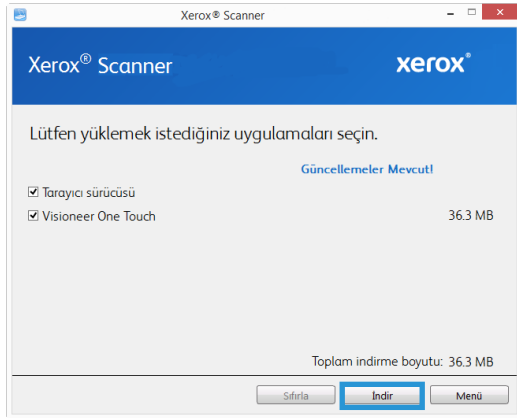 Xerox® Scanner
Xerox® Scanner
xerox®
Lütfen yüklemek istediğiniz uygulamaları seçin.
Güncellemeler Mevcut!
Tarayıcı sürücüsü
Visioneer One Touch 36.3 MB
Toplam indirme boyutu: 36.3 MB
Sıfırla İndir Menü